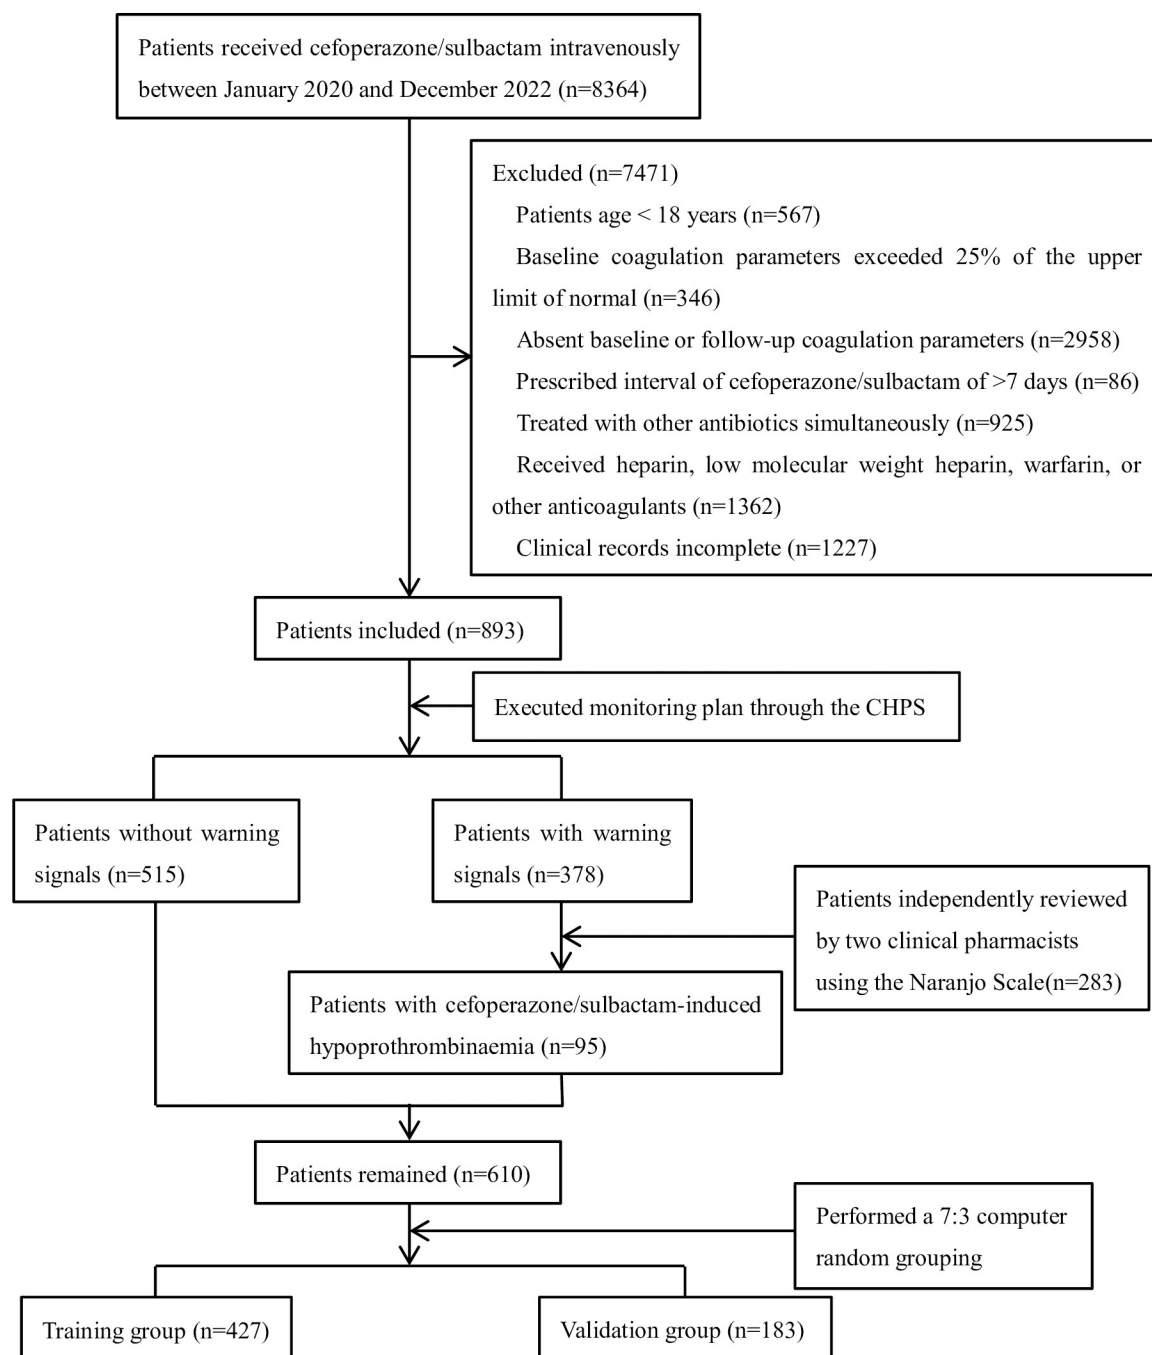 Patients received cefoperazone/sulbactam intravenously
between January 2020 and December 2022 (n=8364)
Excluded (n=7471)
Patients age < 18 years (n=567)
Baseline coagulation parameters exceeded 25% of the upper
limit of normal (n=346)
Absent baseline or follow-up coagulation parameters (n=2958)
Prescribed interval of cefoperazone/sulbactam of >7 days (n=86)
Treated with other antibiotics simultaneously (n=925)
Received heparin, low molecular weight heparin, warfarin, or
other anticoagulants (n=1362)
Clinical records incomplete (n=1227)
Patients included (n=893)
Executed monitoring plan through the CHPS
Patients without warning
signals (n=515)
Patients with warning
signals (n=378)
Patients independently reviewed
by two clinical pharmacists
using the Naranjo Scale(n=283)
Patients with cefoperazone/sulbactam-induced
hypoprothrombinaemia (n=95)
Patients remained (n=610)
Performed a 7:3 computer
random grouping
Training group (n=427)
Validation group (n=183)